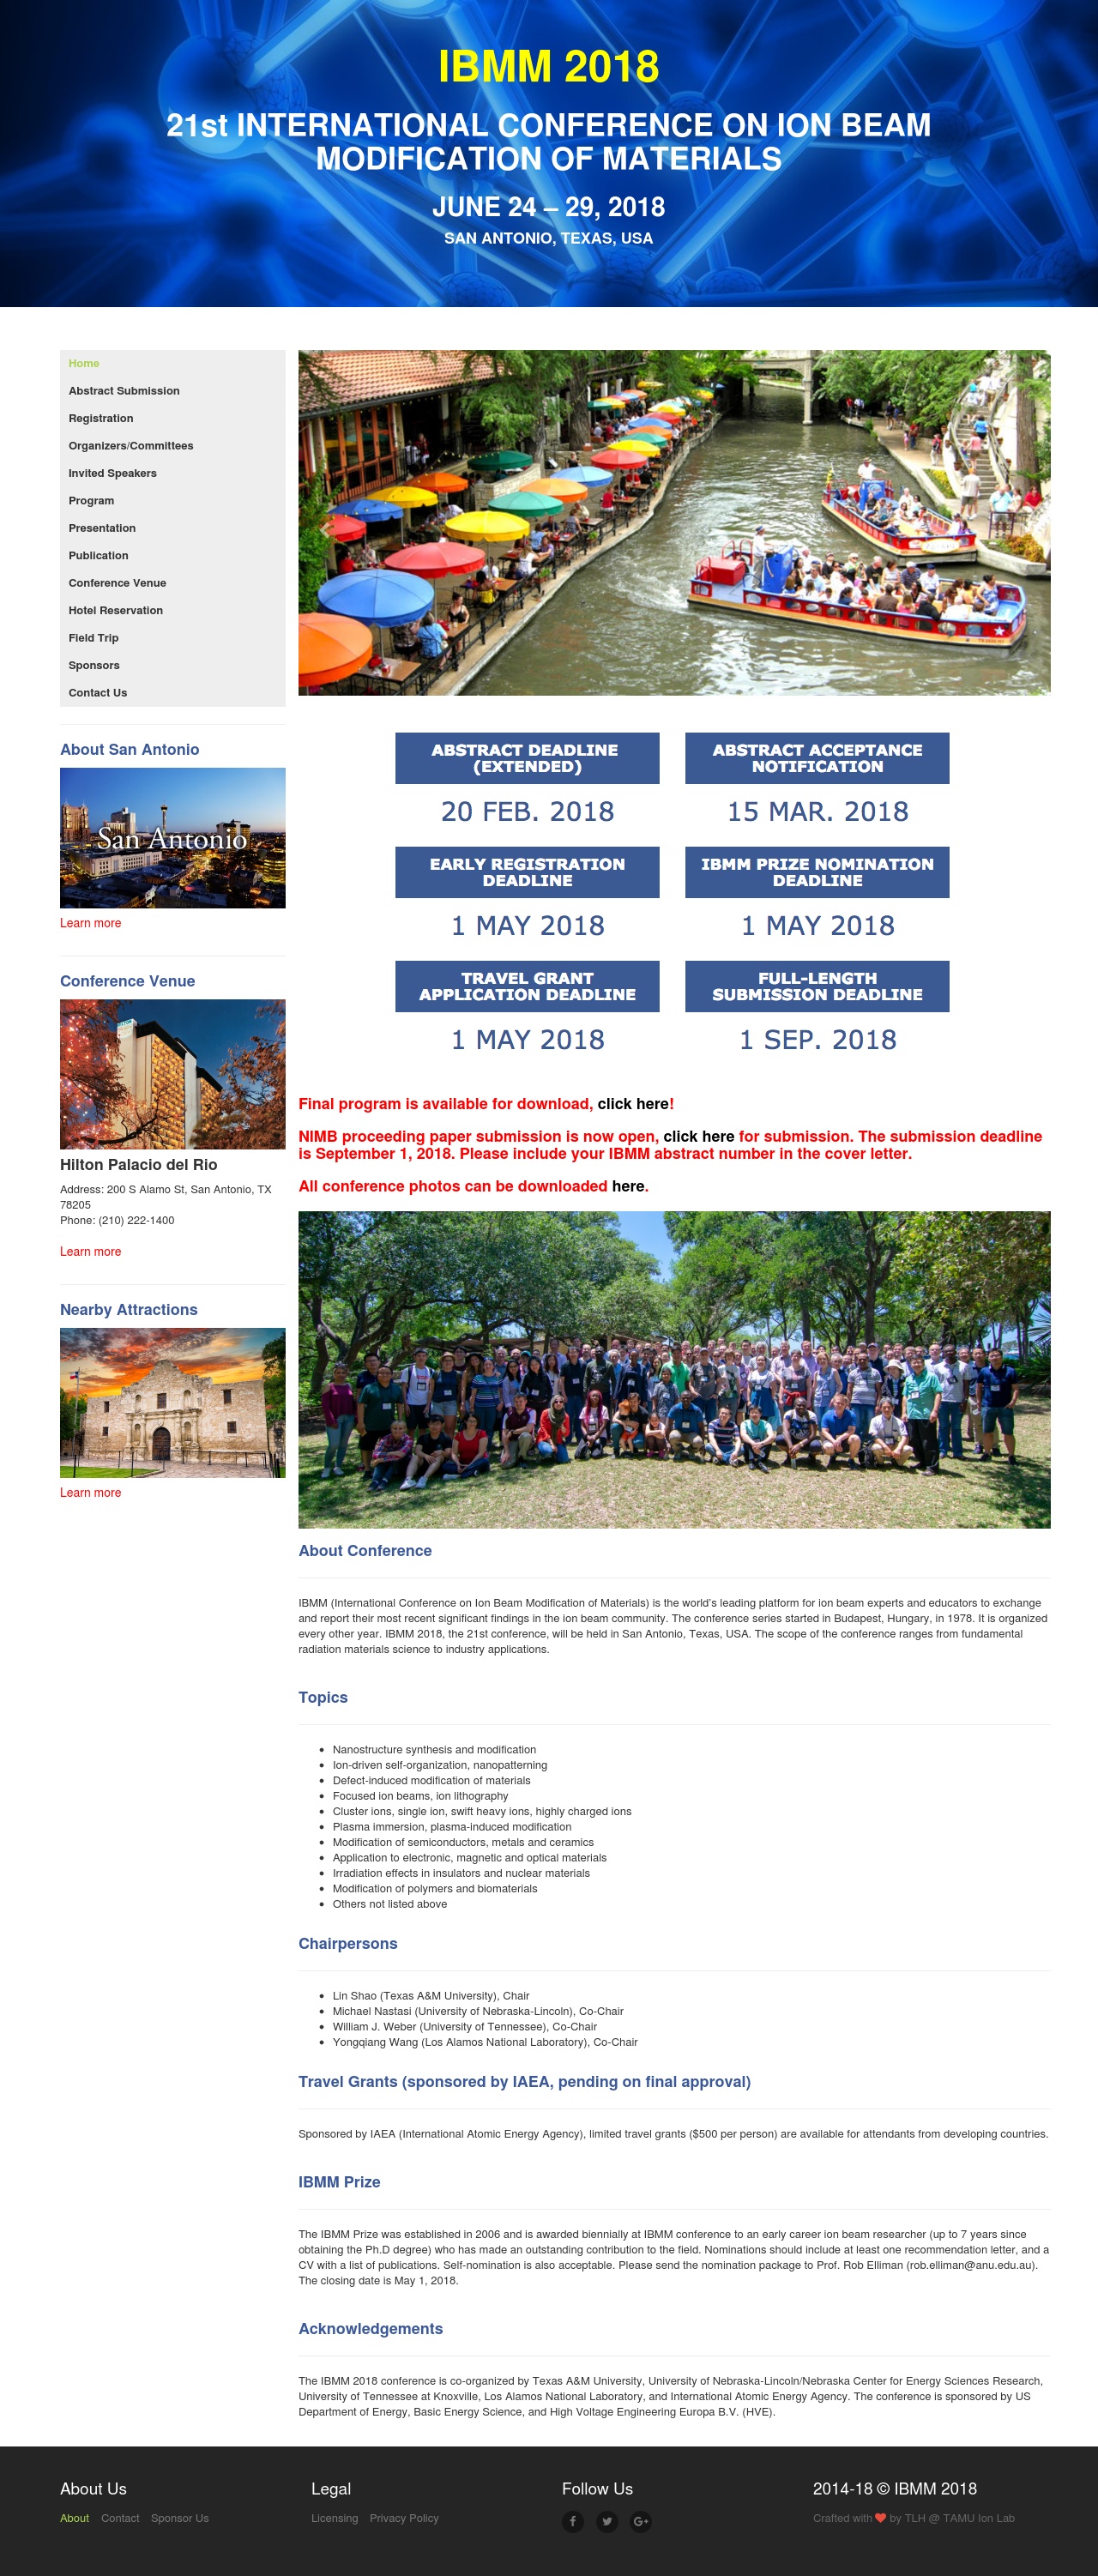 IBMM 2018
21st INTERNATIONAL CONFERENCE ON ION BEAM
MODIFICATION OF MATERIALS
JUNE 24 – 29, 2018
SAN ANTONIO, TEXAS, USA
Home
Abstract Submission
Registration
Organizers/Committees
Invited Speakers
Program
Presentation
Publication
Conference Venue
Hotel Reservation
Field Trip
Sponsors
Contact Us
About San Antonio
San Antonio
Learn more
Conference Venue
Hilton Palacio del Rio
Address: 200 S Alamo St, San Antonio, TX
78205
Phone: (210) 222-1400
Learn more
Nearby Attractions
Learn more
ABSTRACT DEADLINE
(EXTENDED)
20 FEB. 2018
ABSTRACT ACCEPTANCE
NOTIFICATION
15 MAR. 2018
EARLY REGISTRATION
DEADLINE
1 MAY 2018
IBMM PRIZE NOMINATION
DEADLINE
1 MAY 2018
TRAVEL GRANT
APPLICATION DEADLINE
1 MAY 2018
FULL-LENGTH
SUBMISSION DEADLINE
1 SEP. 2018
Final program is available for download, click here!
NIMB proceeding paper submission is now open, click here for submission. The submission deadline
is September 1, 2018. Please include your IBMM abstract number in the cover letter.
All conference photos can be downloaded here.
About Conference
IBMM (International Conference on Ion Beam Modification of Materials) is the world's leading platform for ion beam experts and educators to exchange
and report their most recent significant findings in the ion beam community. The conference series started in Budapest, Hungary, in 1978. It is organized
every other year. IBMM 2018, the 21st conference, will be held in San Antonio, Texas, USA. The scope of the conference ranges from fundamental
radiation materials science to industry applications.
Topics
• Nanostructure synthesis and modification
• Ion-driven self-organization, nanopatterning
• Defect-induced modification of materials
• Focused ion beams, ion lithography
• Cluster ions, single ion, swift heavy ions, highly charged ions
• Plasma immersion, plasma-induced modification
• Modification of semiconductors, metals and ceramics
• Application to electronic, magnetic and optical materials
• Irradiation effects in insulators and nuclear materials
• Modification of polymers and biomaterials
• Others not listed above
Chairpersons
• Lin Shao (Texas A&M University), Chair
• Michael Nastasi (University of Nebraska-Lincoln), Co-Chair
• William J. Weber (University of Tennessee), Co-Chair
• Yongqiang Wang (Los Alamos National Laboratory), Co-Chair
Travel Grants (sponsored by IAEA, pending on final approval)
Sponsored by IAEA (International Atomic Energy Agency), limited travel grants ($500 per person) are available for attendants from developing countries.
IBMM Prize
The IBMM Prize was established in 2006 and is awarded biennially at IBMM conference to an early career ion beam researcher (up to 7 years since
obtaining the Ph.D degree) who has made an outstanding contribution to the field. Nominations should include at least one recommendation letter, and a
CV with a list of publications. Self-nomination is also acceptable. Please send the nomination package to Prof. Rob Elliman (rob.elliman@anu.edu.au).
The closing date is May 1, 2018.
Acknowledgements
The IBMM 2018 conference is co-organized by Texas A&M University, University of Nebraska-Lincoln/Nebraska Center for Energy Sciences Research,
University of Tennessee at Knoxville, Los Alamos National Laboratory, and International Atomic Energy Agency. The conference is sponsored by US
Department of Energy, Basic Energy Science, and High Voltage Engineering Europa B.V. (HVE).
About Us
About Contact Sponsor Us
Legal
Licensing Privacy Policy
Follow Us
2014-18 © IBMM 2018
Crafted with ♥ by TLH @ TAMU Ion Lab